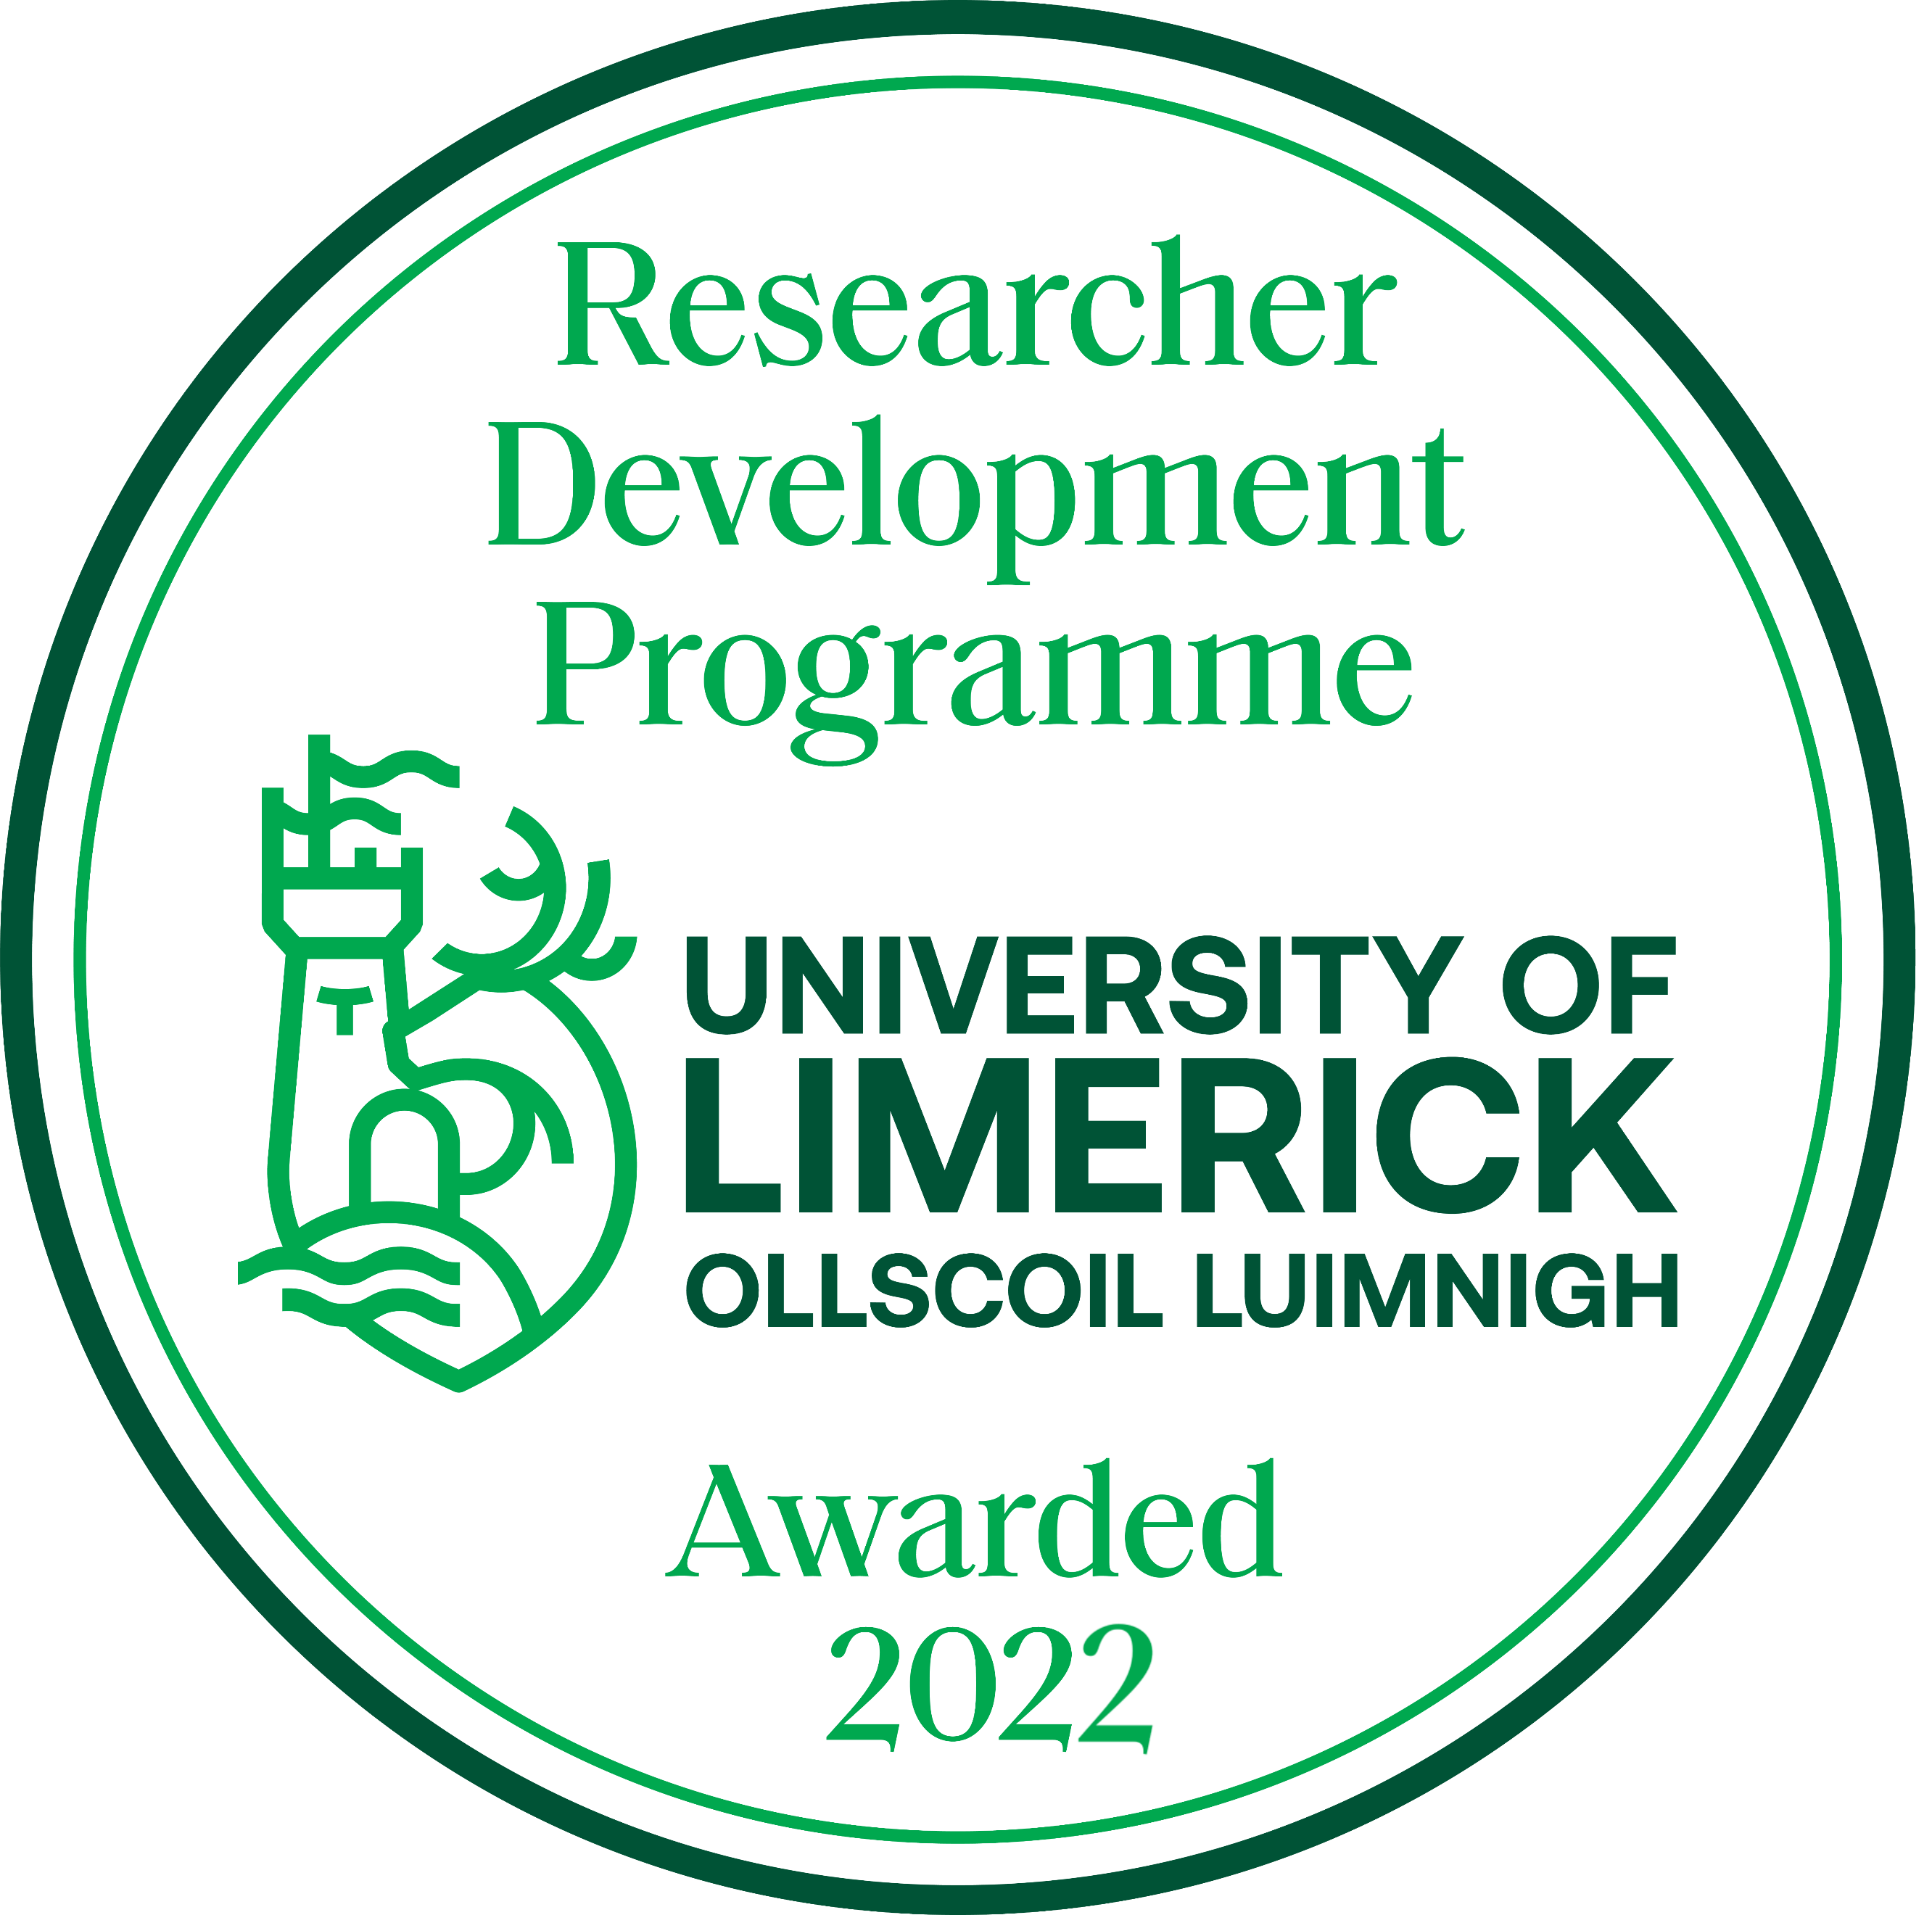 Researcher
Development
Programme
UNIVERSITY OF
LIMERICK
OLLSCOIL LUIMNIGH
Awarded
2022